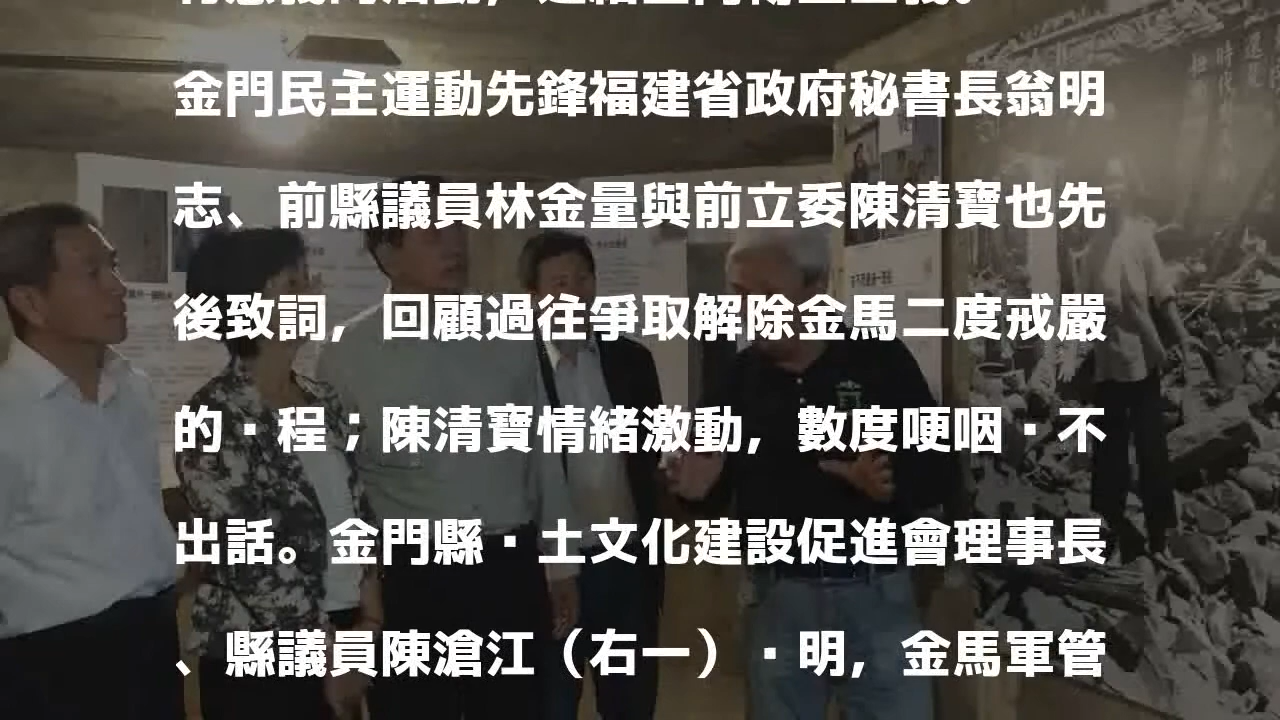 金門民主運動先鋒福建省政府秘書長翁明
志、前縣議員林金量與前立委陳清寶也先
後致詞，回顧過往爭取解除金馬二度戒嚴
的·程；陳清寶情緒激動，數度哽咽·不
出話。金門縣·土文化建設促進會理事長
、縣議員陳滄江（右一）·明，金馬軍管